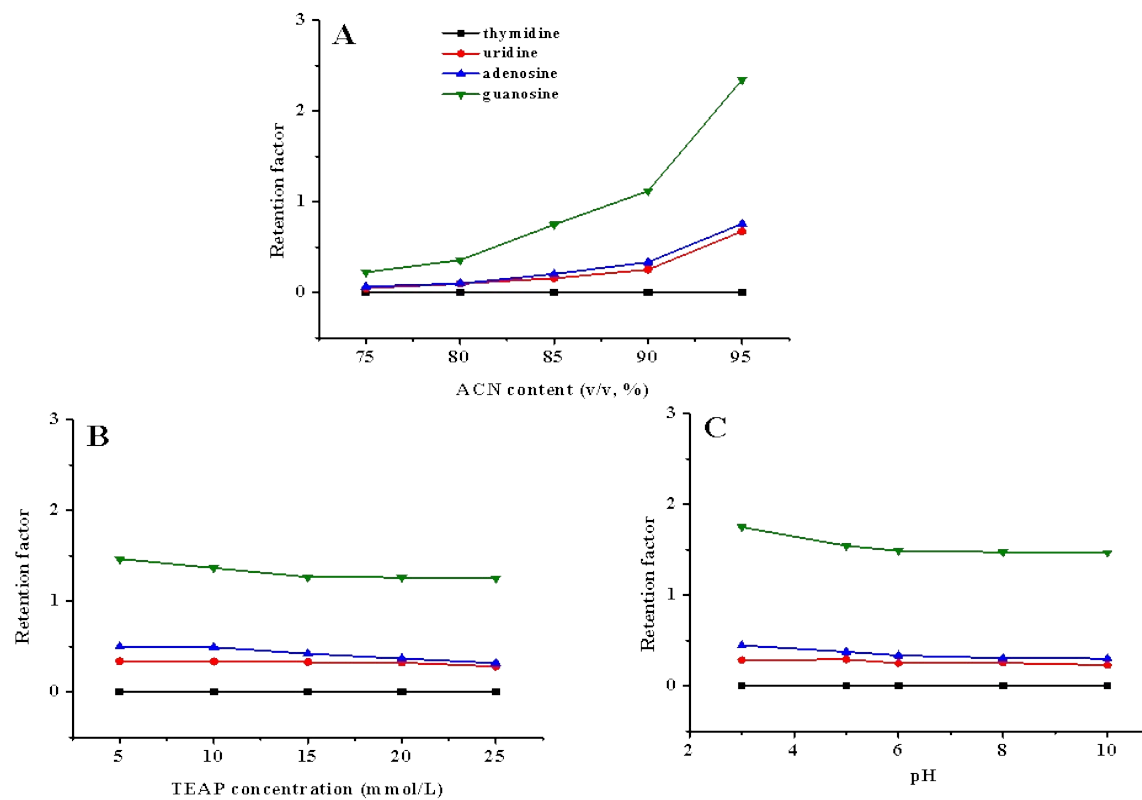 A
thymidine
uridine
adenosine
guanosine
Retention factor
3
2
1
0
75 80 85 90 95
ACN content (v/v, %)
B
Retention factor
3
2
1
0
5 10 15 20 25
TEAP concentration (mmol/L)
C
Retention factor
3
2
1
0
2 4 6 8 10
pH